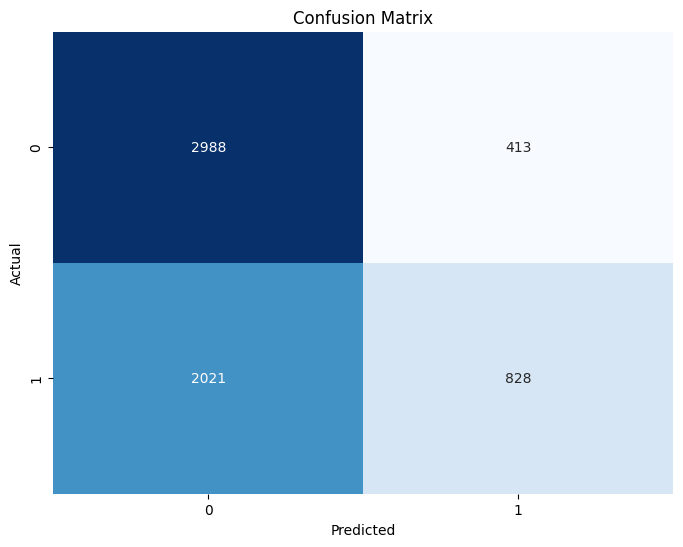 Confusion Matrix
0
2988
413
Actual
1
2021
828
0
1
Predicted